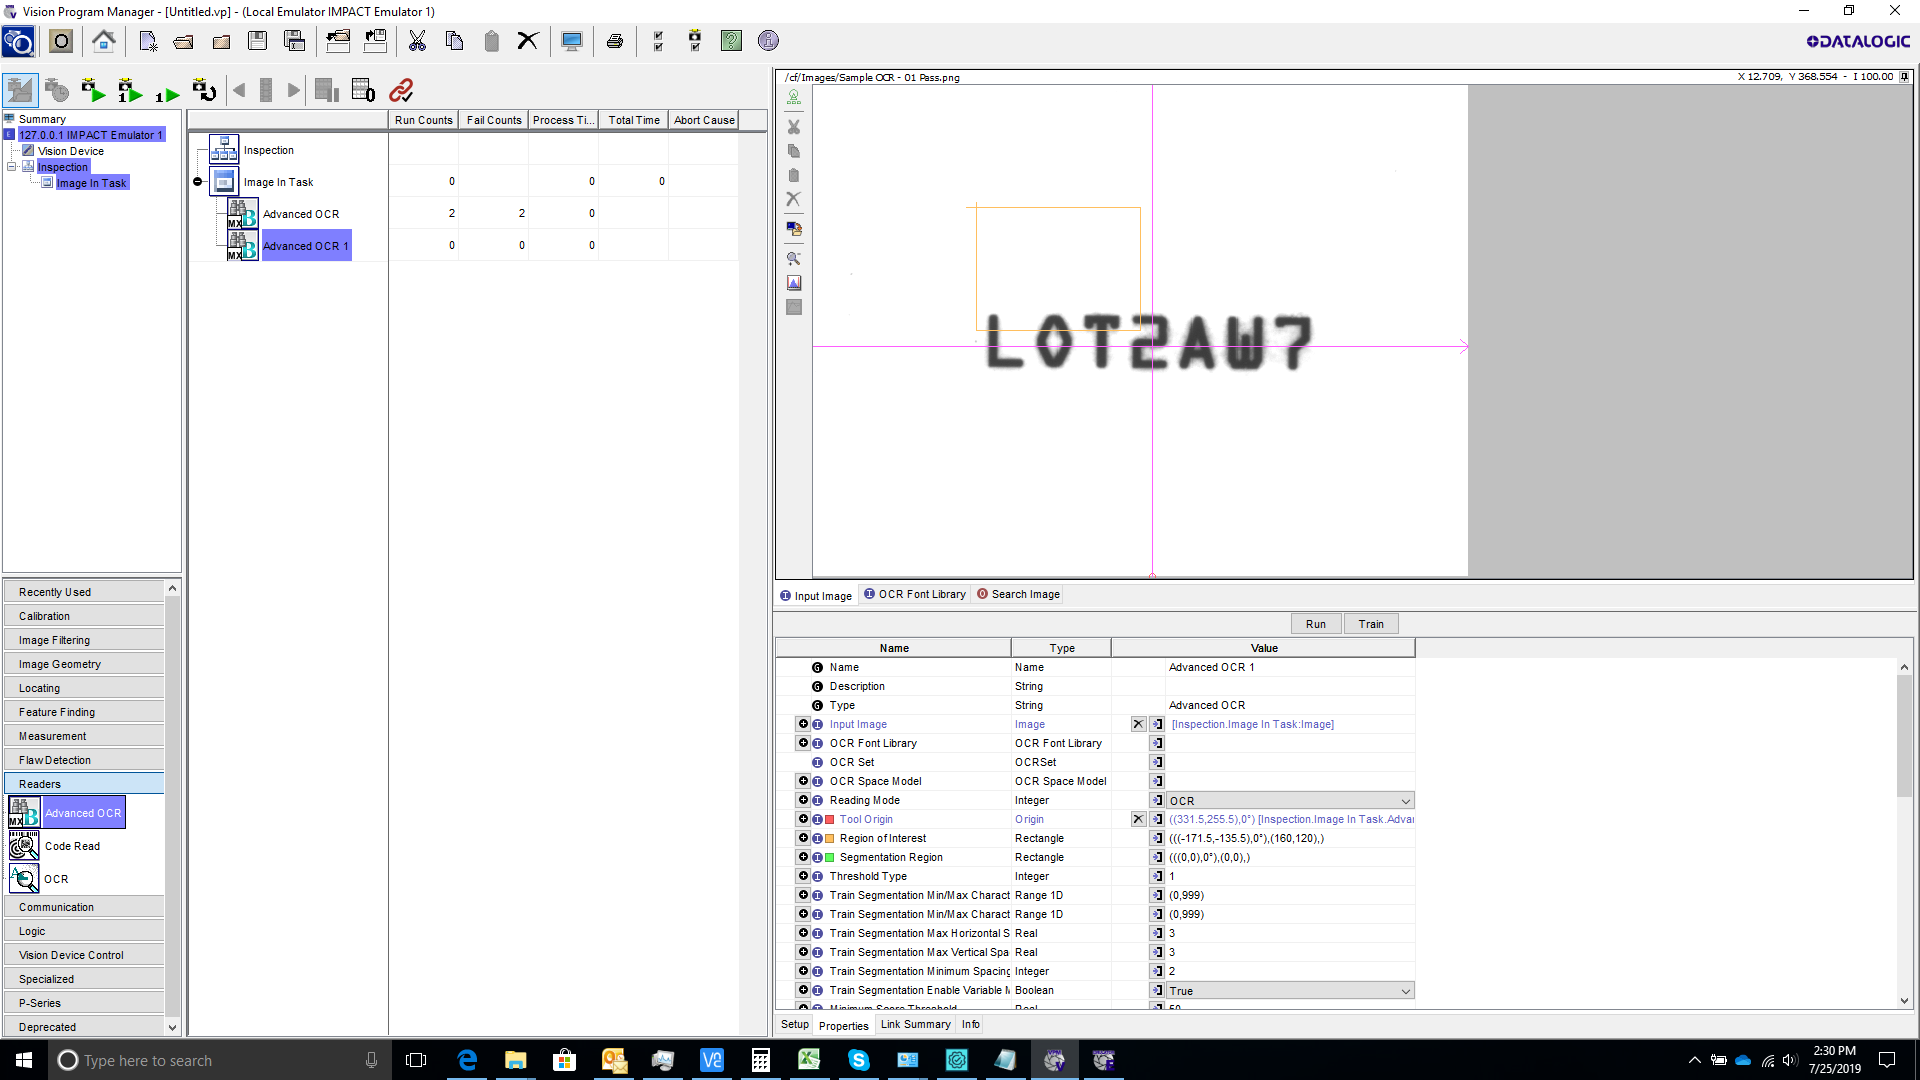 Vision Program Manager - [Untitled.vp] - (Local Emulator IMPACT Emulator 1)
DATALOGIC
Summary
127.0.0.1 IMPACT Emulator 1
Vision Device
Inspection
Image In Task
Run Counts Fail Counts Process Ti... Total Time Abort Cause
Inspection
Image In Task 0 0 0
Advanced OCR 2 2 0
Advanced OCR 1 0 0 0
Recently Used
Calibration
Image Filtering
Image Geometry
Locating
Feature Finding
Measurement
Flaw Detection
Readers
Advanced OCR
Code Read
OCR
Communication
Logic
Vision Device Control
Specialized
P-Series
Deprecated
/cf/Images/Sample OCR - 01 Pass.png X 12.709, Y 368.554 - I 100.00
LOT2AW7
Input Image OCR Font Library Search Image
Run Train
Name Type Value
Name Name Advanced OCR 1
Description String
Type String Advanced OCR
Input Image Image [Inspection.Image In Task:Image]
OCR Font Library OCR Font Library
OCR Set OCRSet
OCR Space Model OCR Space Model
Reading Mode Integer OCR
Tool Origin Origin ((331.5,255.5),0°) [Inspection.Image In Task.Advar
Region of Interest Rectangle (((-171.5,-135.5),0°),(160,120),)
Segmentation Region Rectangle (((0,0),0°),(0,0),)
Threshold Type Integer 1
Train Segmentation Min/Max Charact Range 1D (0,999)
Train Segmentation Min/Max Charact Range 1D (0,999)
Train Segmentation Max Horizontal S Real 3
Train Segmentation Max Vertical Spa Real 3
Train Segmentation Minimum Spacing Integer 2
Train Segmentation Enable Variable M Boolean True
Minimum Score Threshold Real 50
Setup Properties Link Summary Info
Type here to search
2:30 PM
7/25/2019